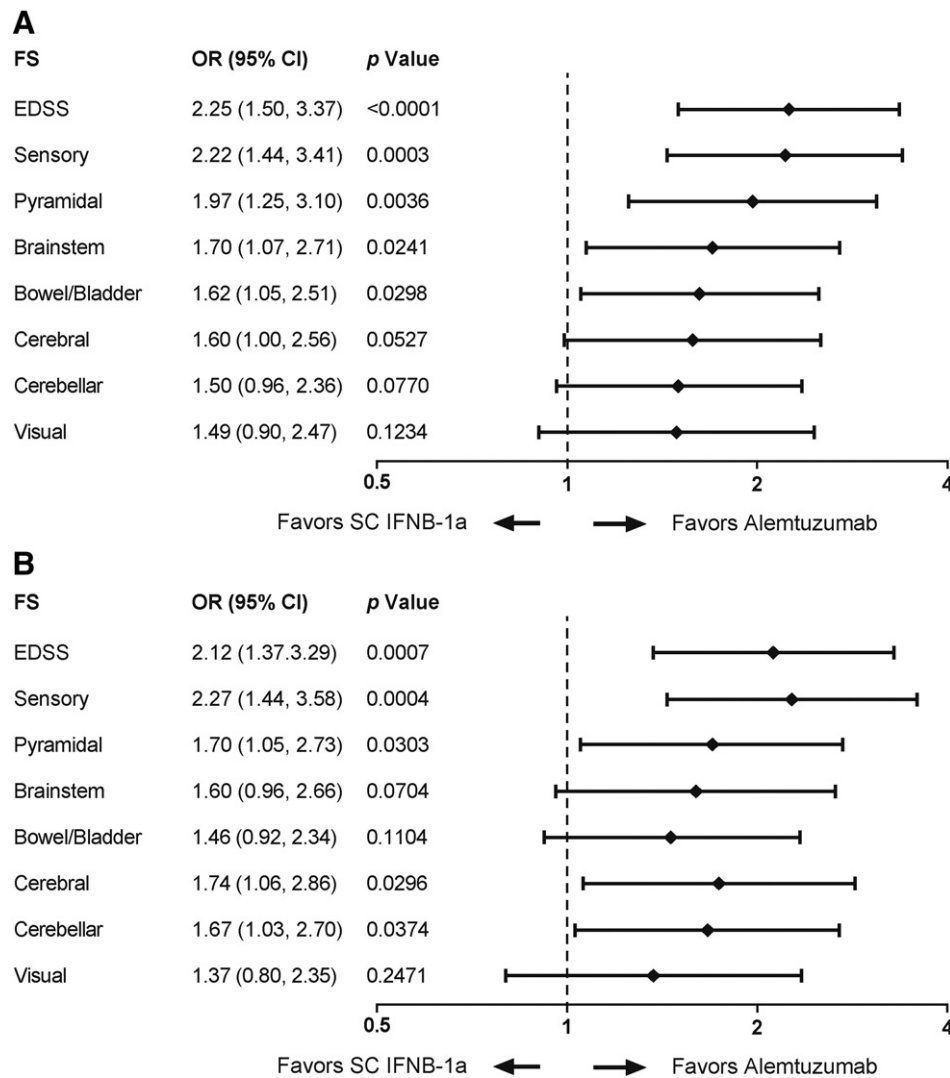 A
FS OR (95% CI) p Value
EDSS 2.25 (1.50, 3.37) <0.0001
Sensory 2.22 (1.44, 3.41) 0.0003
Pyramidal 1.97 (1.25, 3.10) 0.0036
Brainstem 1.70 (1.07, 2.71) 0.0241
Bowel/Bladder 1.62 (1.05, 2.51) 0.0298
Cerebral 1.60 (1.00, 2.56) 0.0527
Cerebellar 1.50 (0.96, 2.36) 0.0770
Visual 1.49 (0.90, 2.47) 0.1234
0.5 1 2 4
Favors SC IFNB-1a Favors Alemtuzumab
B
FS OR (95% CI) p Value
EDSS 2.12 (1.37.3.29) 0.0007
Sensory 2.27 (1.44, 3.58) 0.0004
Pyramidal 1.70 (1.05, 2.73) 0.0303
Brainstem 1.60 (0.96, 2.66) 0.0704
Bowel/Bladder 1.46 (0.92, 2.34) 0.1104
Cerebral 1.74 (1.06, 2.86) 0.0296
Cerebellar 1.67 (1.03, 2.70) 0.0374
Visual 1.37 (0.80, 2.35) 0.2471
0.5 1 2 4
Favors SC IFNB-1a Favors Alemtuzumab